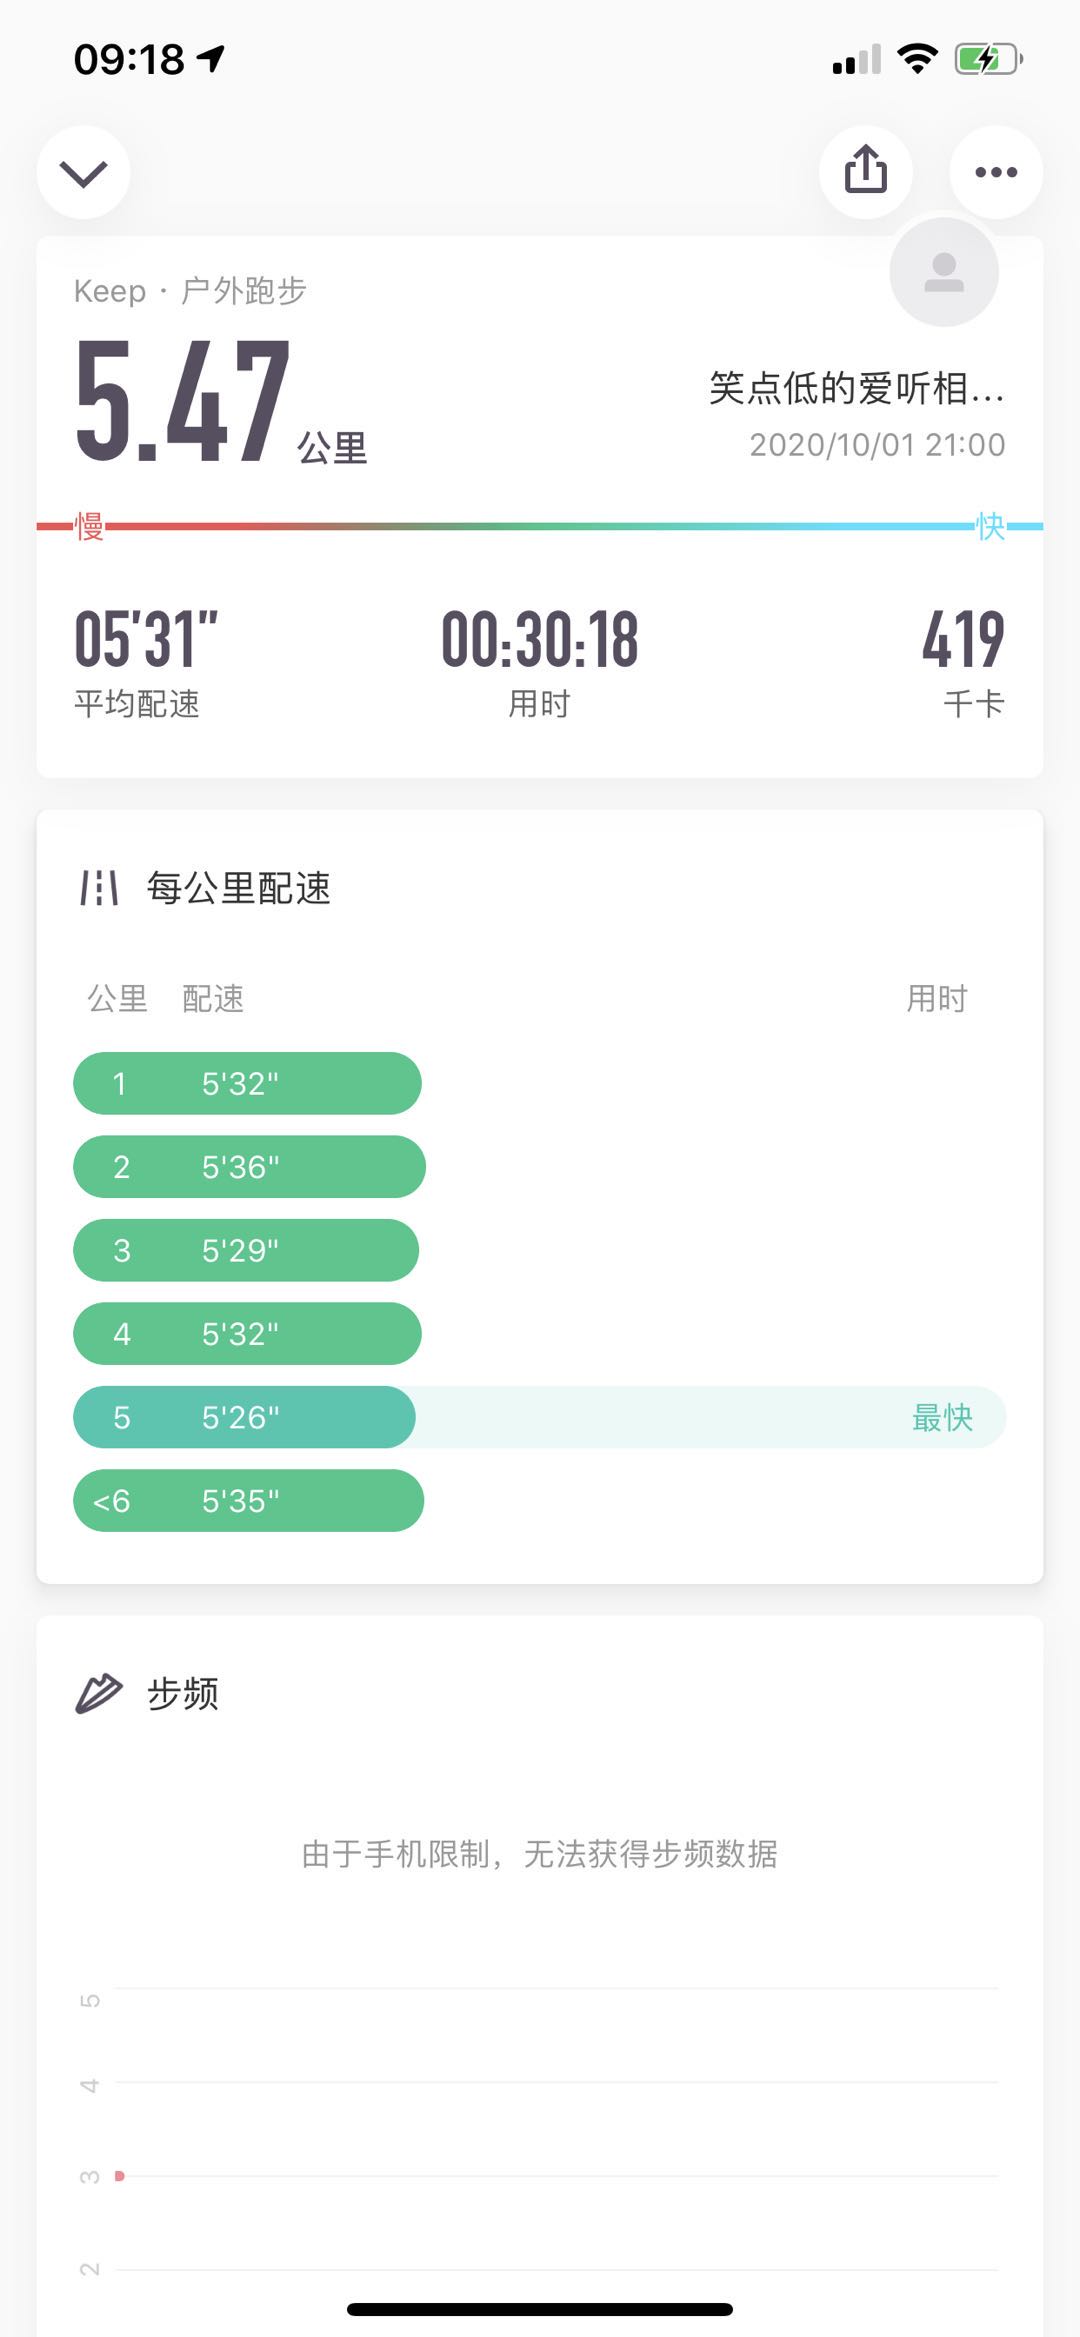 09:18
Keep · 户外跑步
5.47公里
笑点低的爱听相...
2020/10/01 21:00
慢 快
05'31" 00:30:18 419
平均配速 用时 千卡
每公里配速
公里 配速 用时
1 5'32"
2 5'36"
3 5'29"
4 5'32"
5 5'26" 最快
<6 5'35"
步频
由于手机限制，无法获得步频数据
5
4
3
2